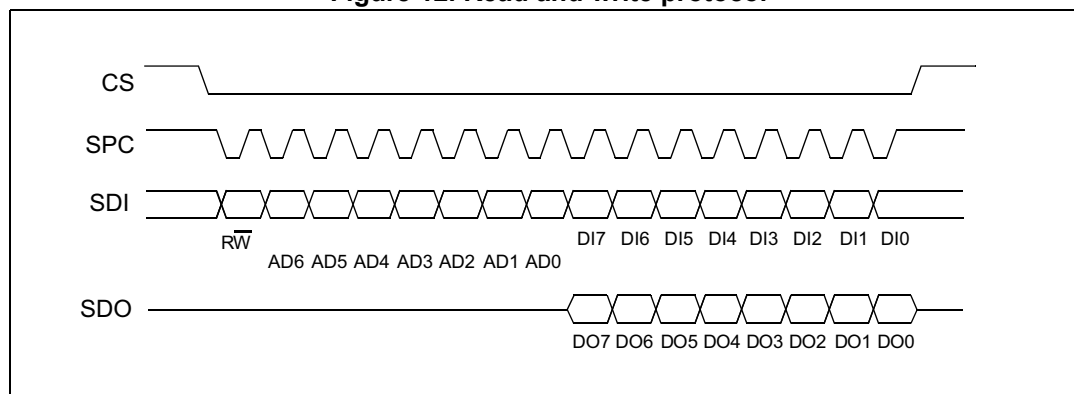 Figure 12. Read and write protocol
CS
SPC
SDI
RW̅
DI7 DI6 DI5 DI4 DI3 DI2 DI1 DI0
AD6 AD5 AD4 AD3 AD2 AD1 AD0
SDO
DO7 DO6 DO5 DO4 DO3 DO2 DO1 DO0